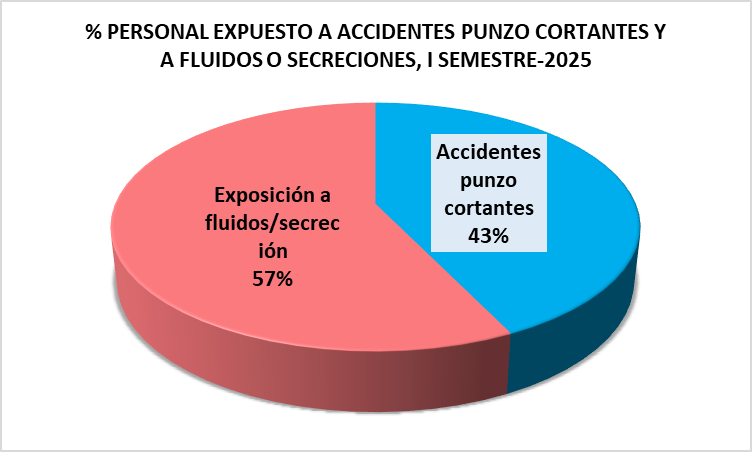 % PERSONAL EXPUESTO A ACCIDENTES PUNZO CORTANTES Y
A FLUIDOS O SECRECIONES, I SEMESTRE-2025
Accidentes
punzo
cortantes
43%
Exposición a
fluidos/secrec
ión
57%